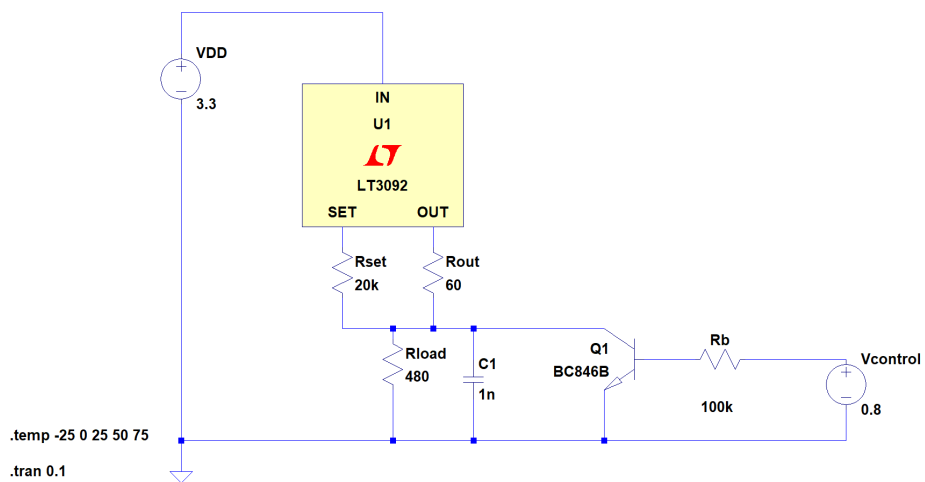 VDD
3.3
IN
U1
LT3092
SET OUT
Rset
20k
Rout
60
Rload
480
C1
1n
Q1
BC846B
Rb
100k
Vcontrol
0.8
.temp -25 0 25 50 75
.tran 0.1